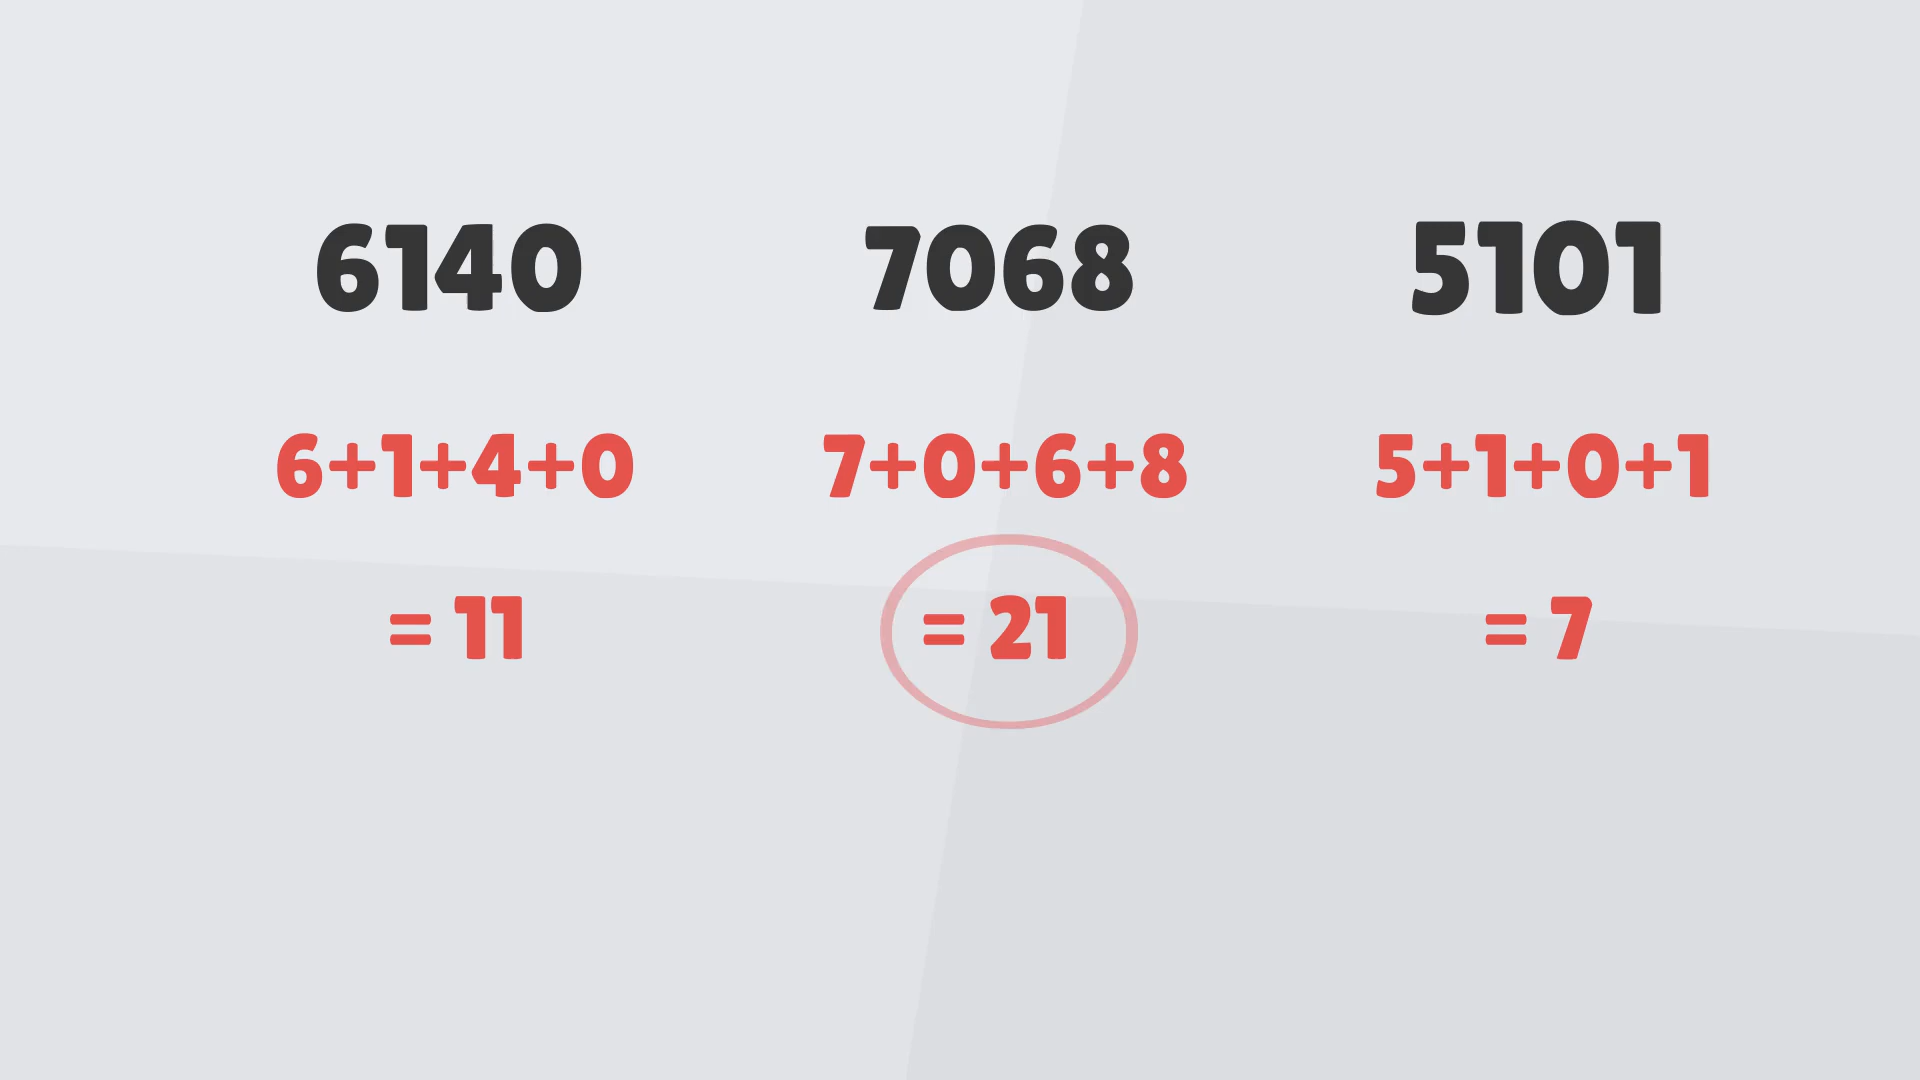 6140 7068 5101
6+1+4+0 7+0+6+8 5+1+0+1
= 11 = 21 = 7